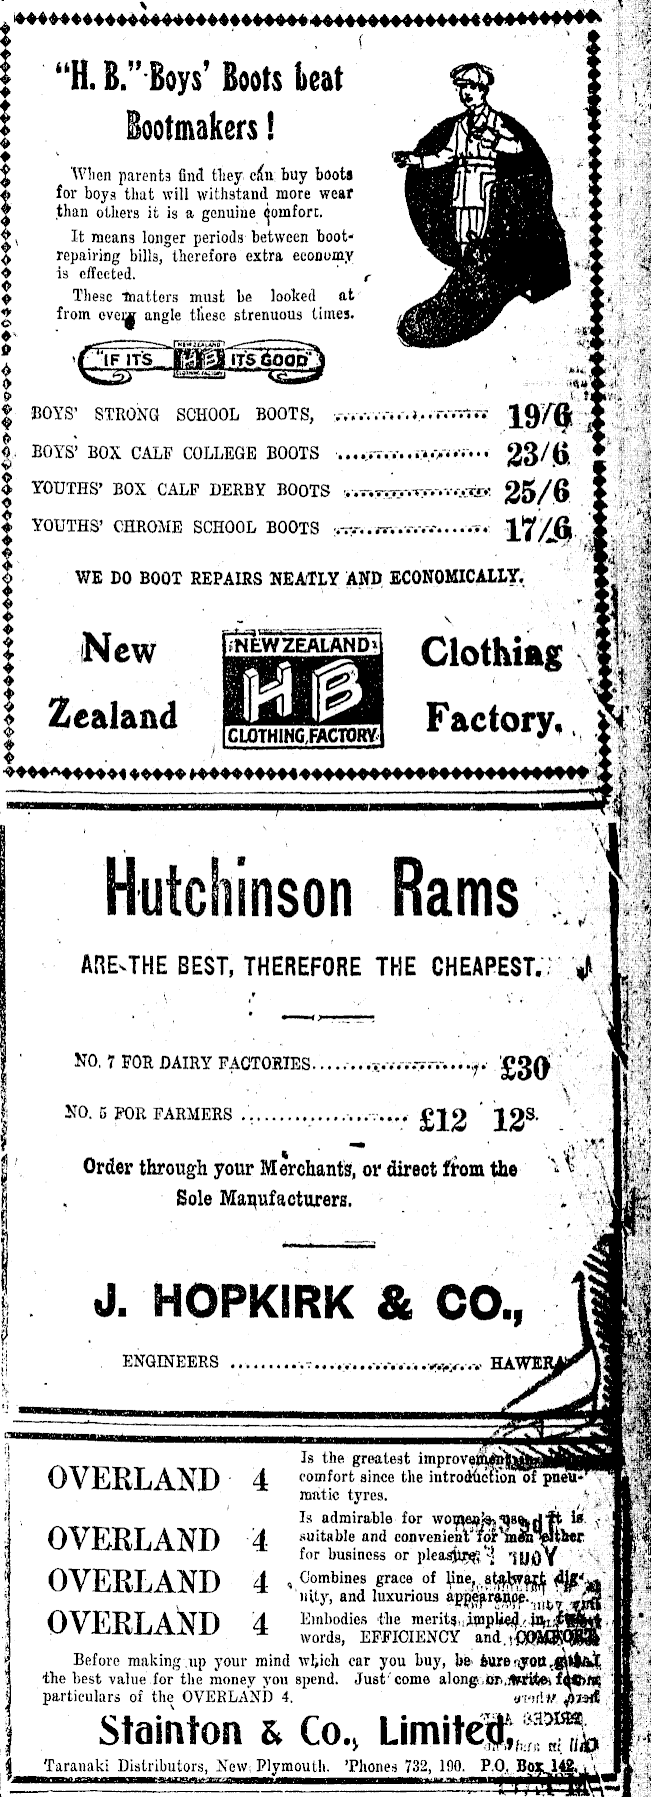 "H. B." Boys' Boots beat
Bootmakers!
When parents find they can buy boots
for boys that will withstand more wear
than others it is a genuine comfort.
It means longer periods between boot-
repairing bills, therefore extra economy
is effected.
These matters must be looked at
from every angle these strenuous times.
"IF IT'S NEW ZEALAND HB CLOTHING FACTORY IT'S GOOD"
BOYS' STRONG SCHOOL BOOTS, 19/6
BOYS' BOX CALF COLLEGE BOOTS 23/6
YOUTHS' BOX CALF DERBY BOOTS 25/6
YOUTHS' CHROME SCHOOL BOOTS 17/6
WE DO BOOT REPAIRS NEATLY AND ECONOMICALLY.
New Zealand
NEW ZEALAND
HB
CLOTHING FACTORY
Clothing Factory.
Hutchinson Rams
ARE THE BEST, THEREFORE THE CHEAPEST.
NO. 7 FOR DAIRY FACTORIES £30
NO. 5 FOR FARMERS £12 12s.
Order through your Merchants, or direct from the
Sole Manufacturers.
J. HOPKIRK & CO.,
ENGINEERS HAWERA
OVERLAND 4 Is the greatest improvement in
comfort since the introduction of pneu-
matic tyres.
OVERLAND 4 Is admirable for women's use. It is
suitable and convenient for men either
for business or pleasure.
OVERLAND 4 Combines grace of line, stalwart dig-
nity, and luxurious appearance.
OVERLAND 4 Embodies the merits implied in two
words, EFFICIENCY and COMFORT
Before making up your mind which car you buy, be sure you get
the best value for the money you spend. Just come along or write for
particulars of the OVERLAND 4.
Stainton & Co., Limited,
Taranaki Distributors, New Plymouth. 'Phones 732, 190. P.O. Box 142.